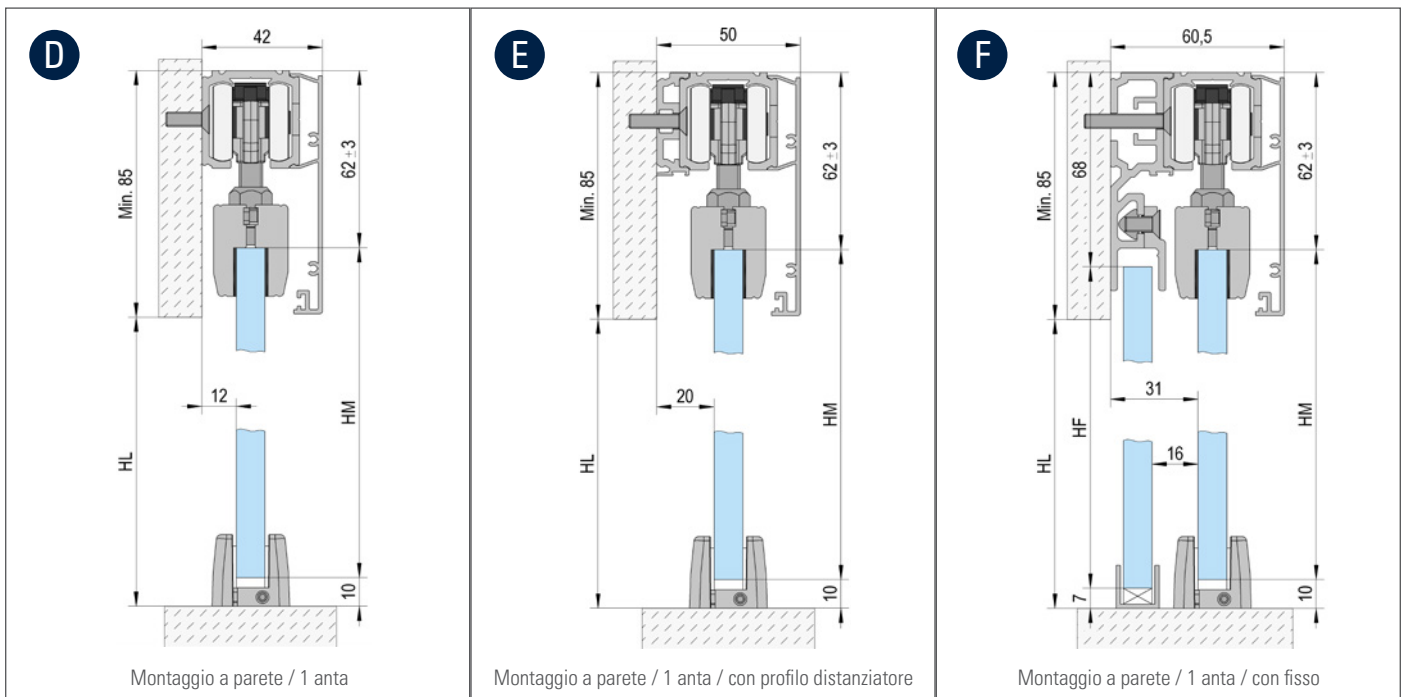 D
42
Min. 85
62 ±3
12
HL
HM
10
Montaggio a parete / 1 anta
E
50
Min. 85
62 ±3
20
HL
HM
10
Montaggio a parete / 1 anta / con profilo distanziatore
F
60,5
Min. 85
68
62 ±3
31
16
HL
HF
HM
7
10
Montaggio a parete / 1 anta / con fisso